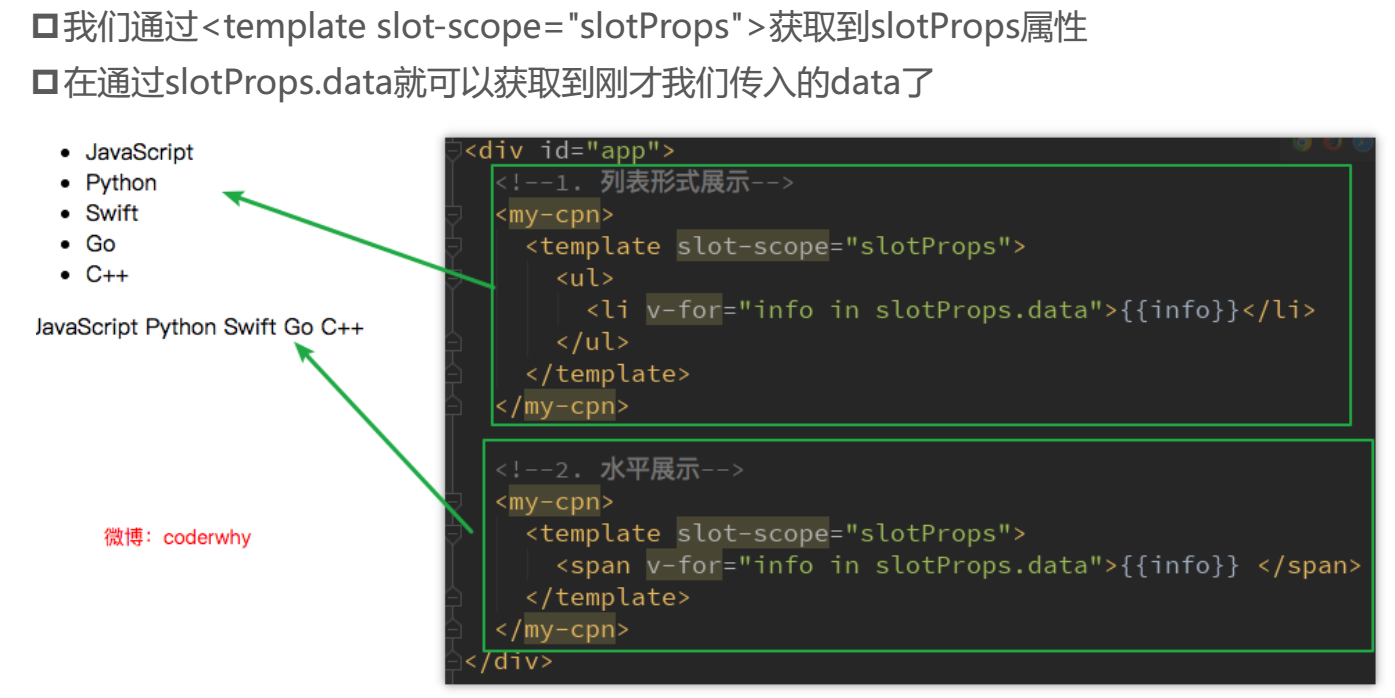 我们通过<template slot-scope="slotProps">获取到slotProps属性
在通过slotProps.data就可以获取到刚才我们传入的data了
JavaScript
Python
Swift
Go
C++
JavaScript Python Swift Go C++
微博：coderwhy
<div id="app">
<!--1. 列表形式展示-->
<my-cpn>
<template slot-scope="slotProps">
<ul>
<li v-for="info in slotProps.data">{{info}}</li>
</ul>
</template>
</my-cpn>
<!--2. 水平展示-->
<my-cpn>
<template slot-scope="slotProps">
<span v-for="info in slotProps.data">{{info}} </span>
</template>
</my-cpn>
</div>